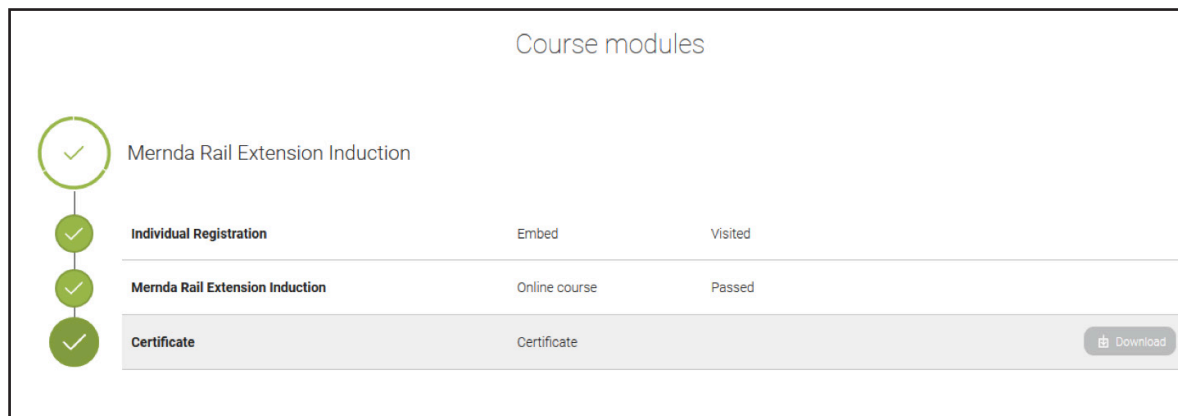 Course modules
Mernda Rail Extension Induction
Individual Registration Embed Visited
Mernda Rail Extension Induction Online course Passed
Certificate Certificate Download